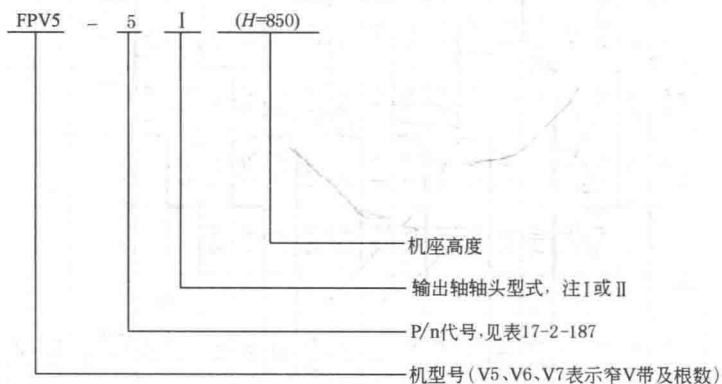 FPV5 - 5 I (H=850)
机座高度
输出轴轴头型式，注I或II
P/n代号，见表17-2-187
机型号（V5、V6、V7表示窄V带及根数）